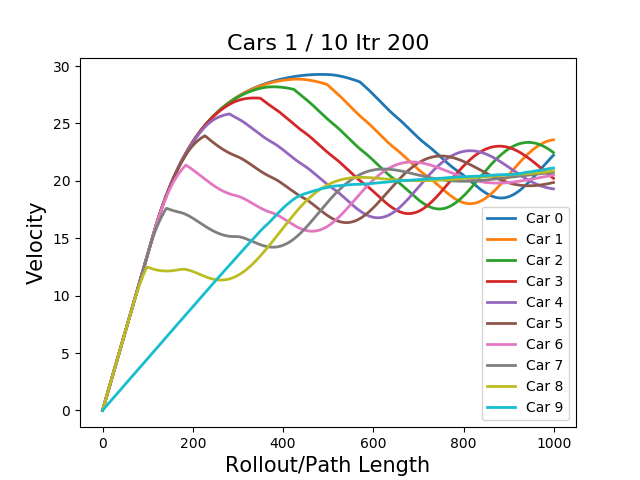 Cars 1 / 10 Itr 200
30
25
20
15
10
5
0
Velocity
0 200 400 600 800 1000
Rollout/Path Length
Car 0
Car 1
Car 2
Car 3
Car 4
Car 5
Car 6
Car 7
Car 8
Car 9